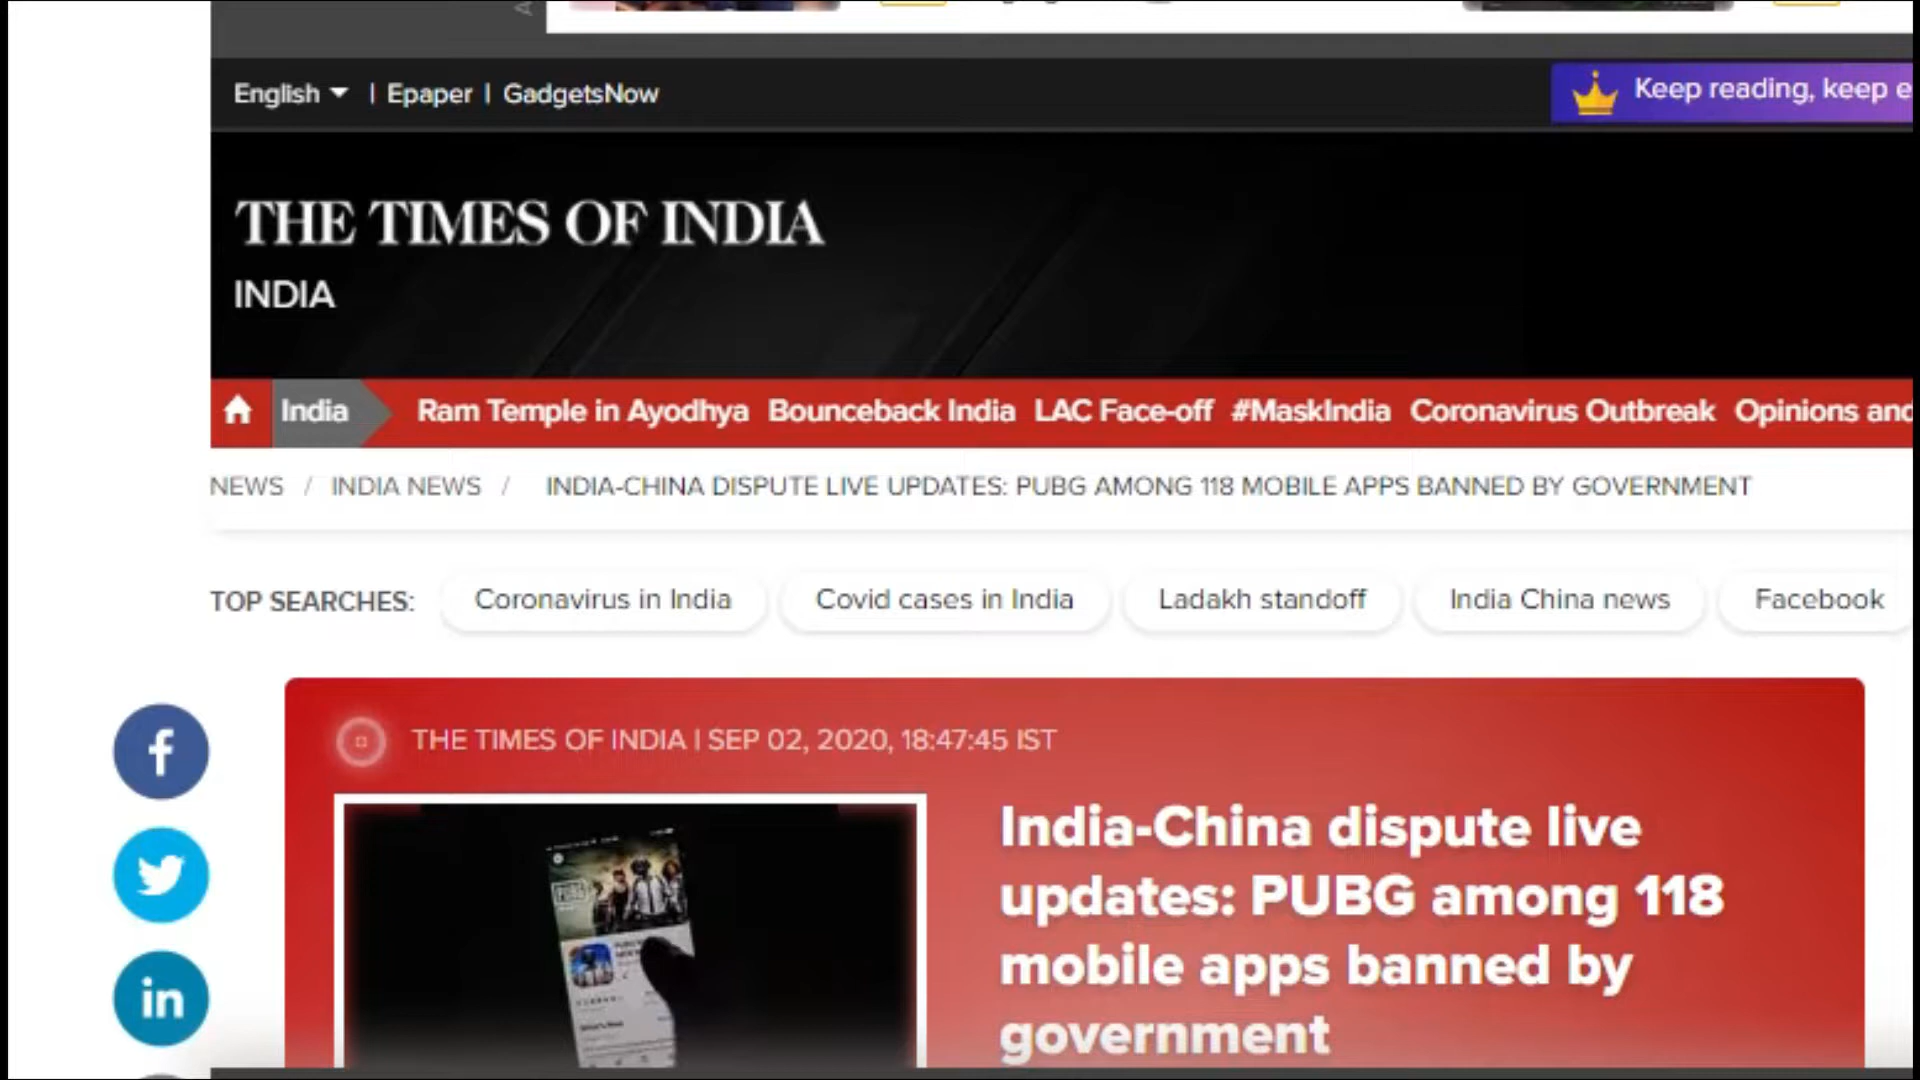 English | Epaper | GadgetsNow
Keep reading, keep e
THE TIMES OF INDIA
INDIA
India Ram Temple in Ayodhya Bounceback India LAC Face-off #MaskIndia Coronavirus Outbreak Opinions and
NEWS / INDIA NEWS / INDIA-CHINA DISPUTE LIVE UPDATES: PUBG AMONG 118 MOBILE APPS BANNED BY GOVERNMENT
TOP SEARCHES: Coronavirus in India Covid cases in India Ladakh standoff India China news Facebook
f
in
THE TIMES OF INDIA | SEP 02, 2020, 18:47:45 IST
PUBG
India-China dispute live
updates: PUBG among 118
mobile apps banned by
government